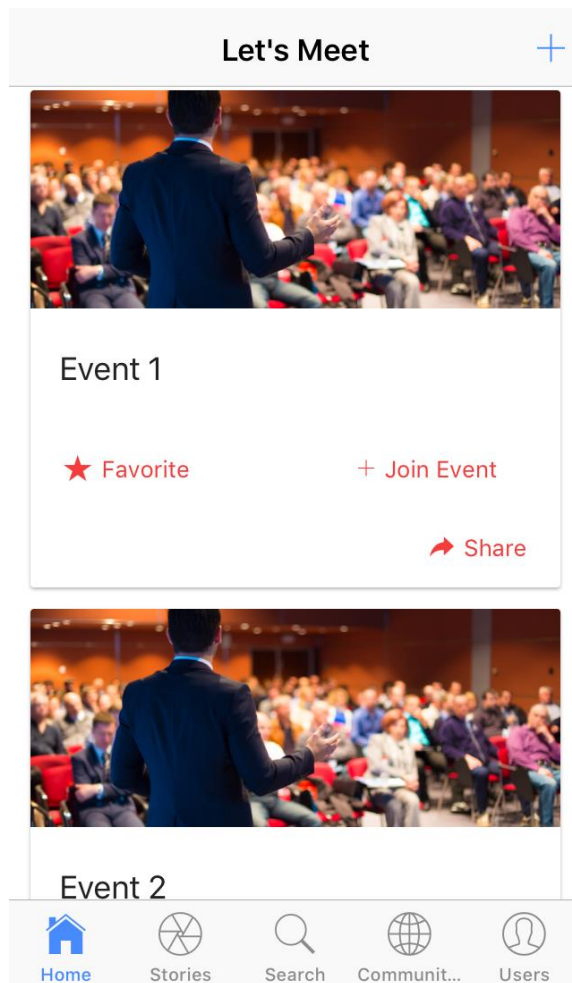 Let's Meet +
Event 1
★ Favorite
+ Join Event
Share
Event 2
Home
Stories
Search
Communit...
Users